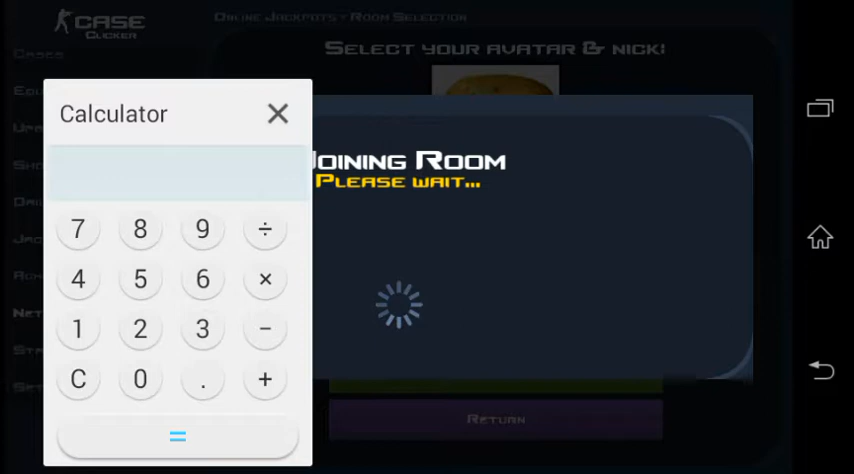 CASE
CLICKER
ONLINE JACKPOTS - ROOM SELECTION
SELECT YOUR AVATAR & NICK!
CASES
Calculator
JOINING ROOM
PLEASE WAIT...
7 8 9 ÷
4 5 6 ×
1 2 3 −
C 0 . +
=
RETURN